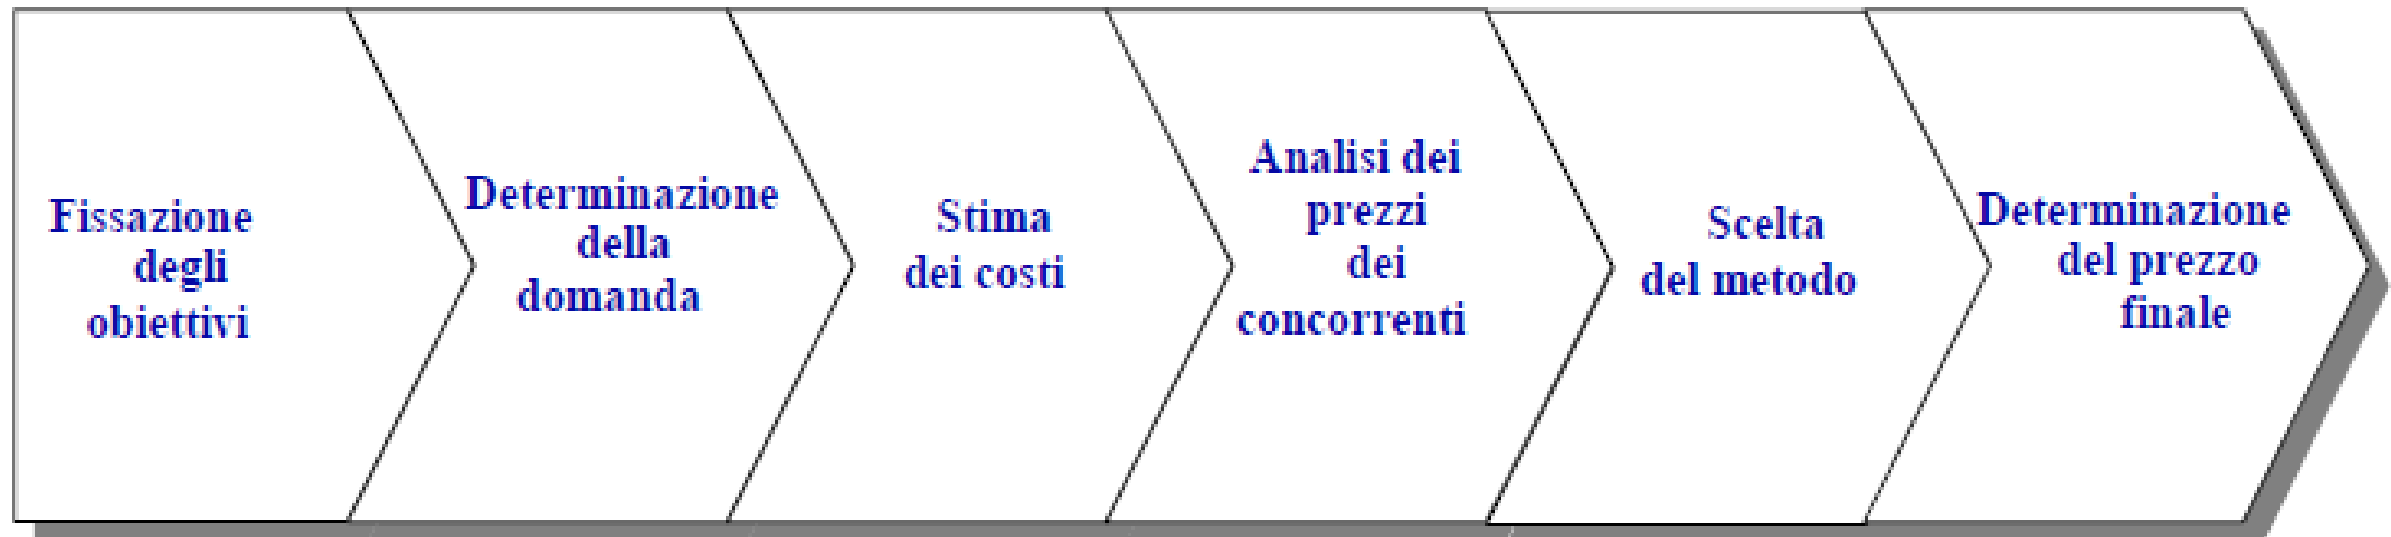 Fissazione
degli
obiettivi
Determinazione
della
domanda
Stima
dei costi
Analisi dei
prezzi
dei
concorrenti
Scelta
del metodo
Determinazione
del prezzo
finale